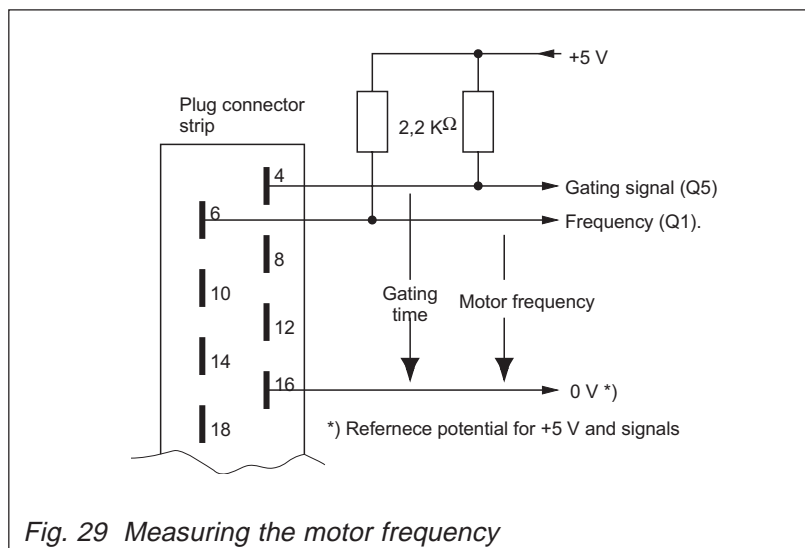 +5 V
Plug connector
strip
2,2 KΩ
4
Gating signal (Q5)
6
Frequency (Q1).
8
10
Gating
time
Motor frequency
12
14
16
0 V *)
18
*) Refernece potential for +5 V and signals
Fig. 29 Measuring the motor frequency